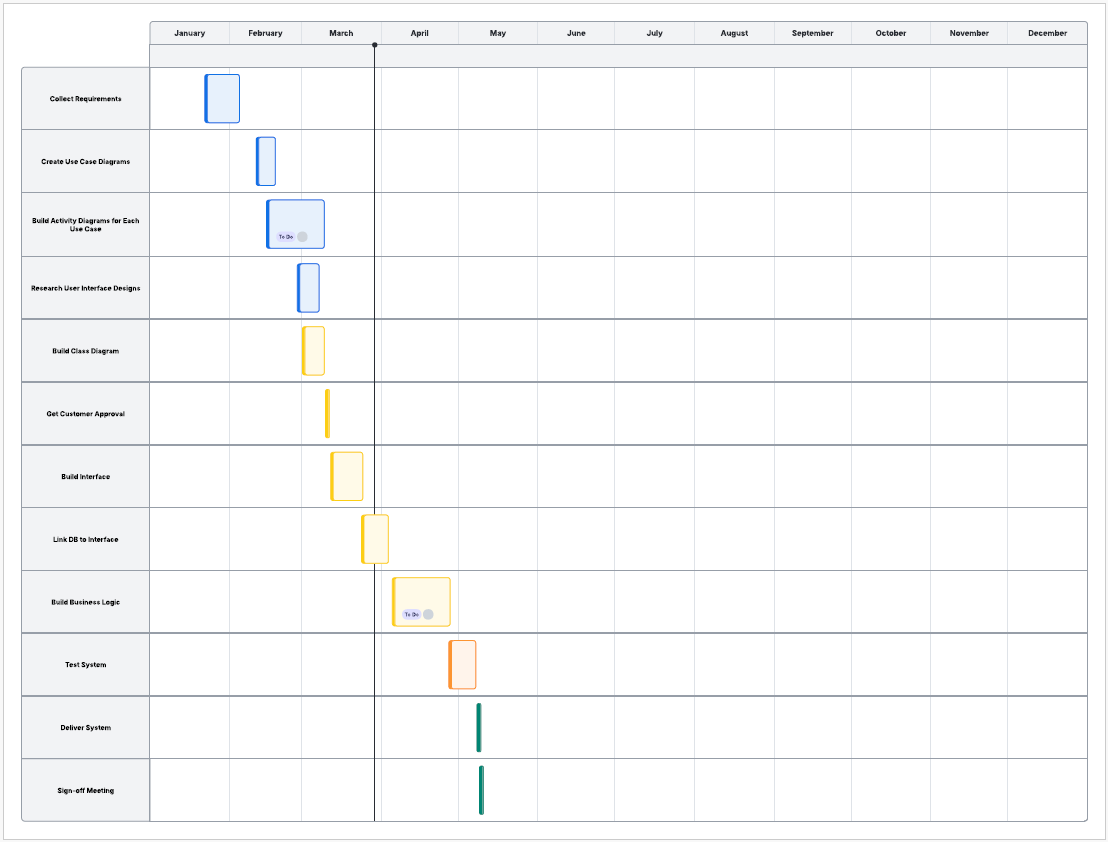 January February March April May June July August September October November December
Collect Requirements
Create Use Case Diagrams
Build Activity Diagrams for Each
Use Case
To Do
Research User Interface Designs
Build Class Diagram
Get Customer Approval
Build Interface
Link DB to Interface
Build Business Logic
To Do
Test System
Deliver System
Sign-off Meeting